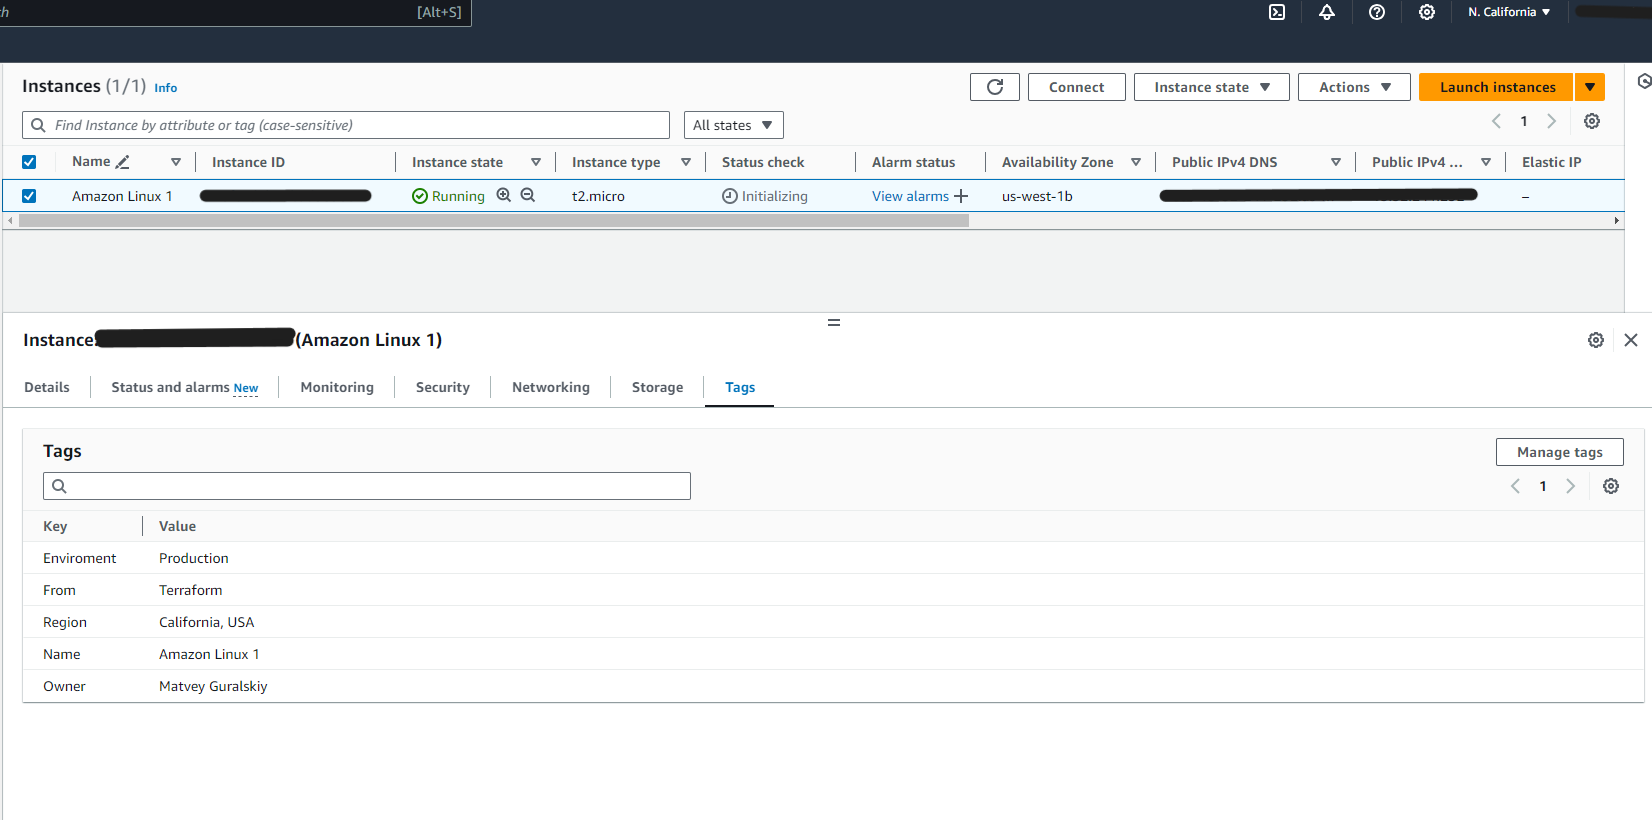 ch [Alt+S] N. California
Instances (1/1) Info Connect Instance state Actions Launch instances
Find Instance by attribute or tag (case-sensitive) All states 1
Name Instance ID Instance state Instance type Status check Alarm status Availability Zone Public IPv4 DNS Public IPv4 ... Elastic IP
Amazon Linux 1 Running t2.micro Initializing View alarms + us-west-1b –
Instance: (Amazon Linux 1)
Details Status and alarms New Monitoring Security Networking Storage Tags
Tags Manage tags
1
Key Value
Enviroment Production
From Terraform
Region California, USA
Name Amazon Linux 1
Owner Matvey Guralskiy